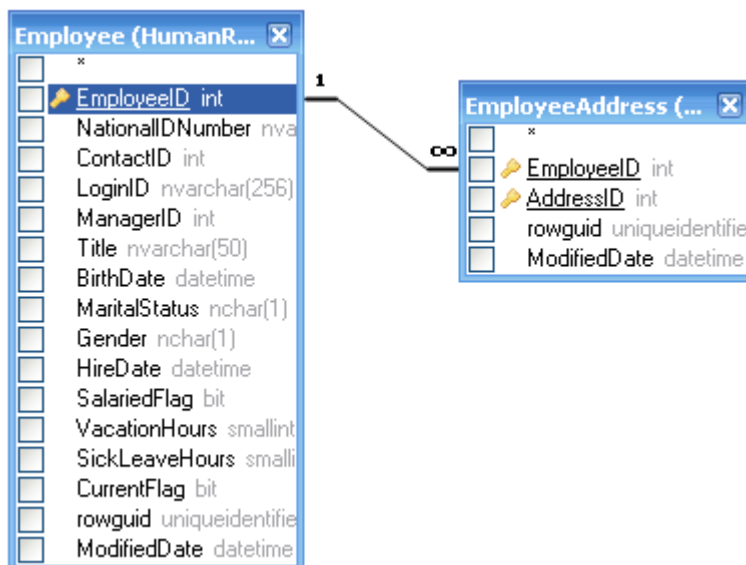 Employee (HumanR...
*
EmployeeID int
NationalIDNumber nva
ContactID int
LoginID nvarchar(256)
ManagerID int
Title nvarchar(50)
BirthDate datetime
MaritalStatus nchar(1)
Gender nchar(1)
HireDate datetime
SalariedFlag bit
VacationHours smallint
SickLeaveHours smalli
CurrentFlag bit
rowguid uniqueidentifie
ModifiedDate datetime
1
∞
EmployeeAddress (...
*
EmployeeID int
AddressID int
rowguid uniqueidentifie
ModifiedDate datetime